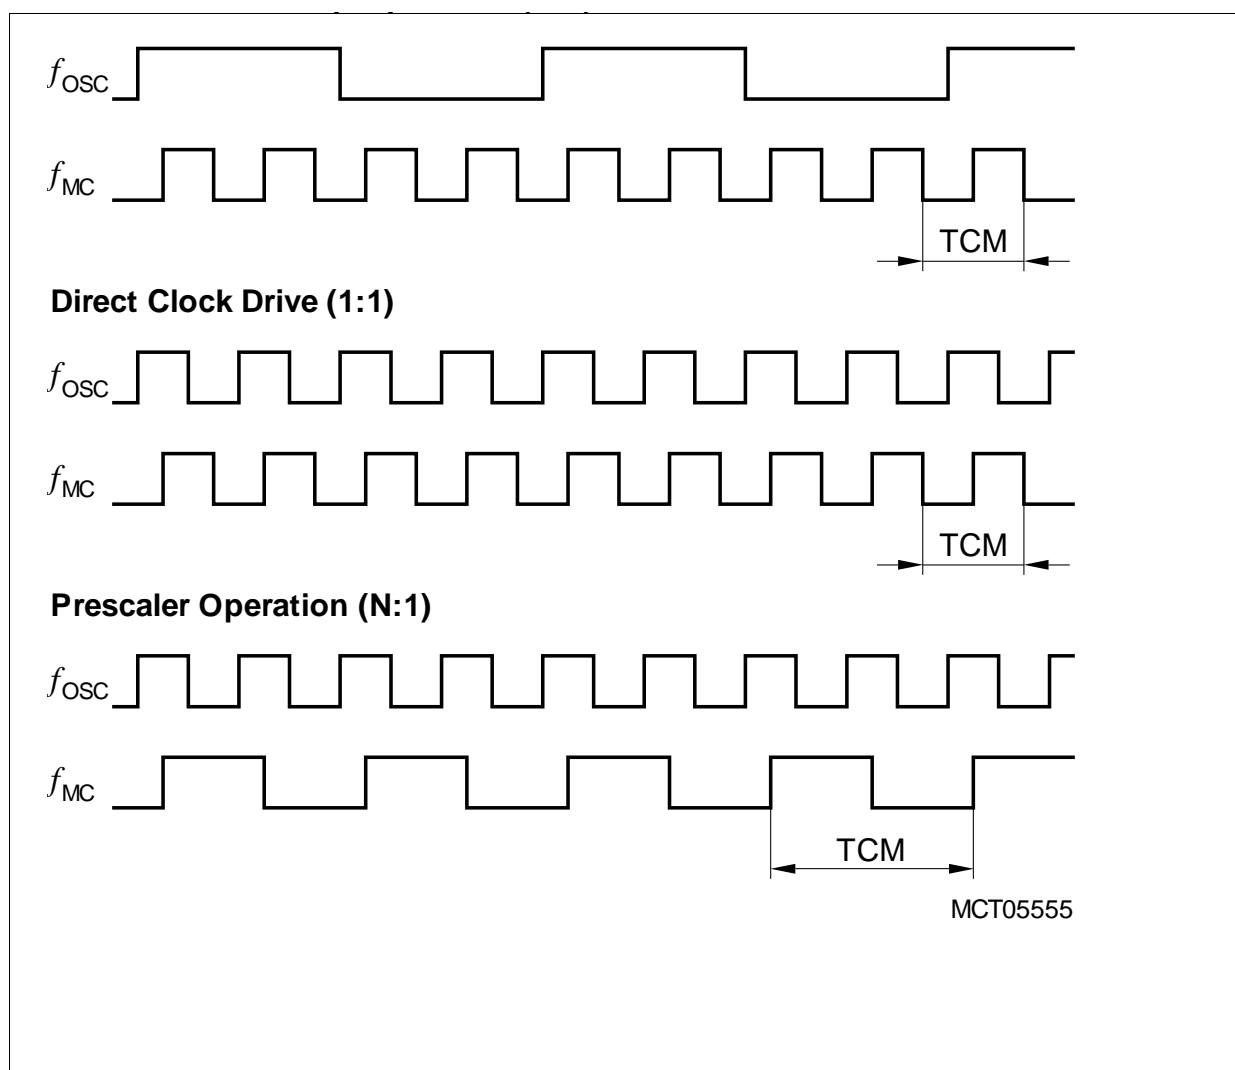 fOSC
fMC
TCM
Direct Clock Drive (1:1)
fOSC
fMC
TCM
Prescaler Operation (N:1)
fOSC
fMC
TCM
MCT05555